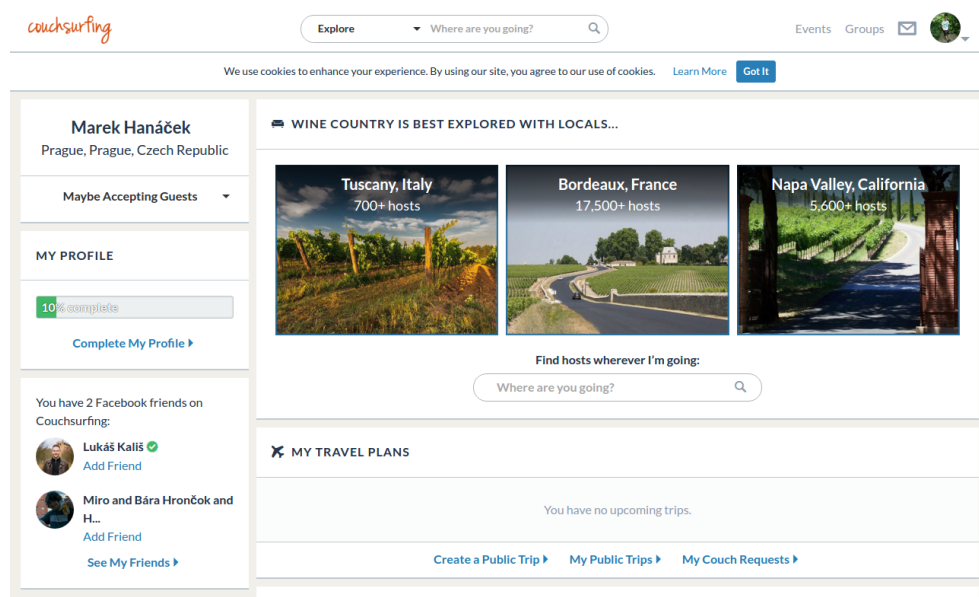 couchsurfing
Explore
Where are you going?
Events
Groups
We use cookies to enhance your experience. By using our site, you agree to our use of cookies.
Learn More
Got It
Marek Hanáček
Prague, Prague, Czech Republic
Maybe Accepting Guests
MY PROFILE
10% complete
Complete My Profile
You have 2 Facebook friends on
Couchsurfing:
Lukáš Kališ
Add Friend
Miro and Bára Hrončok and
H...
Add Friend
See My Friends
WINE COUNTRY IS BEST EXPLORED WITH LOCALS...
Tuscany, Italy
700+ hosts
Bordeaux, France
17,500+ hosts
Napa Valley, California
5,600+ hosts
Find hosts wherever I'm going:
Where are you going?
MY TRAVEL PLANS
You have no upcoming trips.
Create a Public Trip
My Public Trips
My Couch Requests